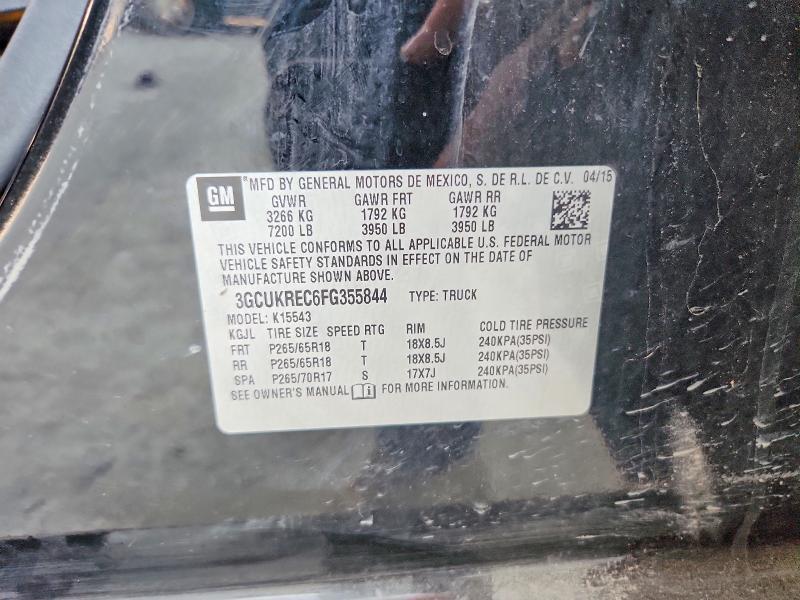 GM ® MFD BY GENERAL MOTORS DE MEXICO, S. DE R.L. DE C.V. 04/15
GVWR GAWR FRT GAWR RR
3266 KG 1792 KG 1792 KG
7200 LB 3950 LB 3950 LB
THIS VEHICLE CONFORMS TO ALL APPLICABLE U.S. FEDERAL MOTOR
VEHICLE SAFETY STANDARDS IN EFFECT ON THE DATE OF
MANUFACTURE SHOWN ABOVE.
3GCUKREC6FG355844 TYPE: TRUCK
MODEL: K15543
KGJL TIRE SIZE SPEED RTG RIM COLD TIRE PRESSURE
FRT P265/65R18 T 18X8.5J 240KPA(35PSI)
RR P265/65R18 T 18X8.5J 240KPA(35PSI)
SPA P265/70R17 S 17X7J 240KPA(35PSI)
SEE OWNER'S MANUAL i FOR MORE INFORMATION.